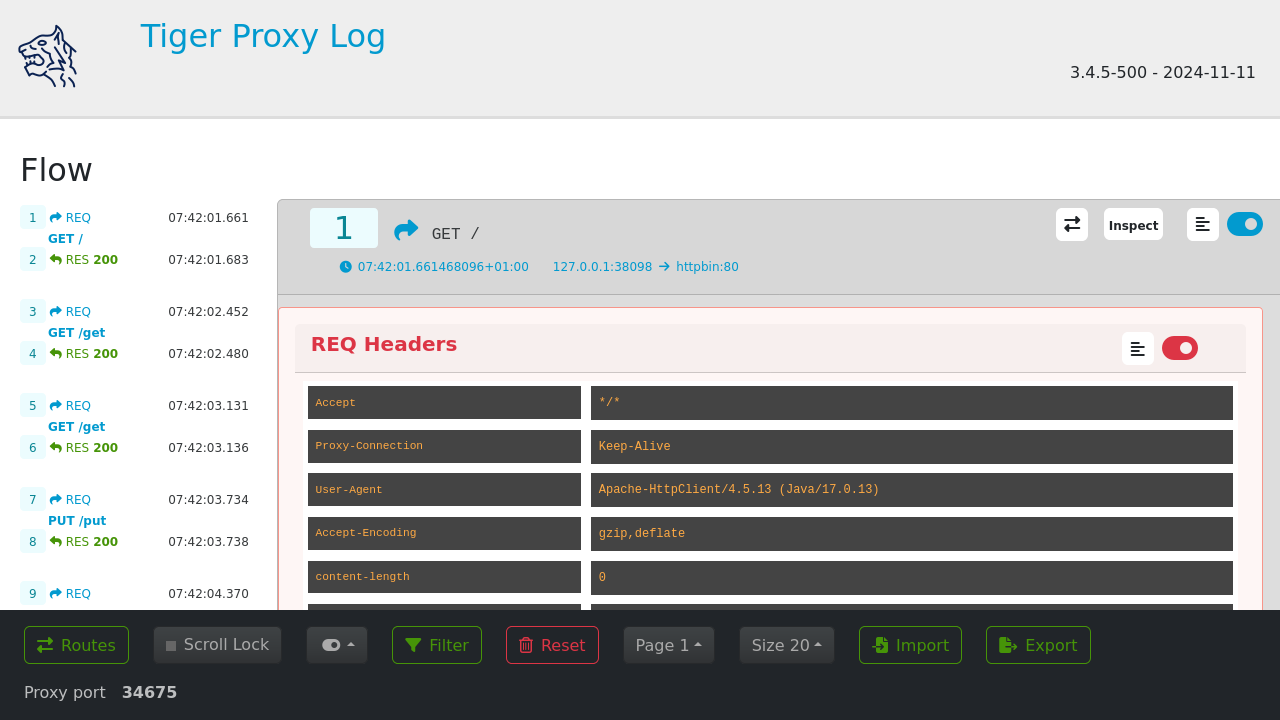 Tiger Proxy Log
3.4.5-500 - 2024-11-11
Flow
1 REQ 07:42:01.661
GET /
2 RES 200 07:42:01.683
3 REQ 07:42:02.452
GET /get
4 RES 200 07:42:02.480
5 REQ 07:42:03.131
GET /get
6 RES 200 07:42:03.136
7 REQ 07:42:03.734
PUT /put
8 RES 200 07:42:03.738
9 REQ 07:42:04.370
1 GET / Inspect
07:42:01.661468096+01:00 127.0.0.1:38098 → httpbin:80
REQ Headers
Accept */*
Proxy-Connection Keep-Alive
User-Agent Apache-HttpClient/4.5.13 (Java/17.0.13)
Accept-Encoding gzip,deflate
content-length 0
Routes Scroll Lock Filter Reset Page 1 Size 20 Import Export
Proxy port 34675